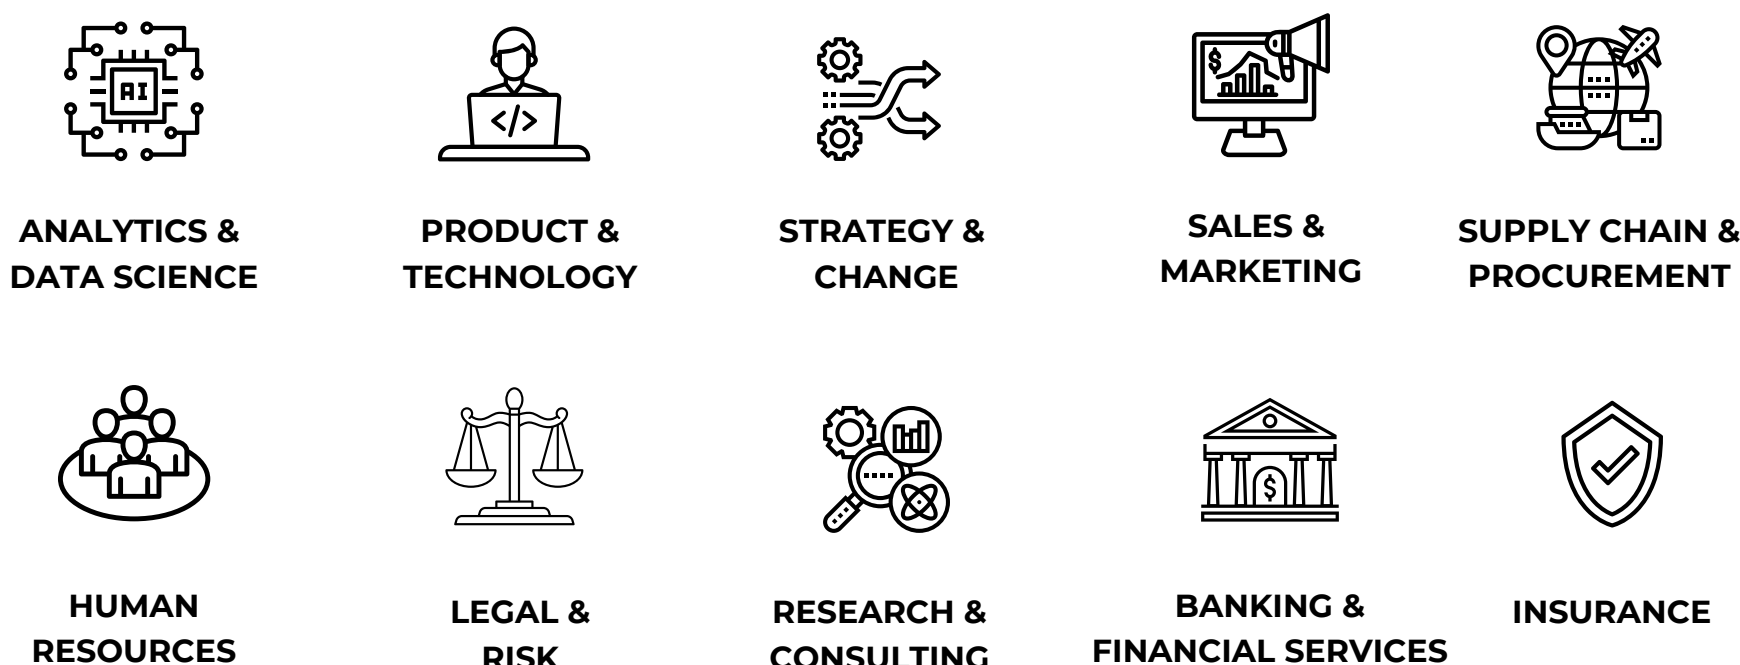 AI
</>
$
ANALYTICS &
DATA SCIENCE
PRODUCT &
TECHNOLOGY
STRATEGY &
CHANGE
SALES &
MARKETING
SUPPLY CHAIN &
PROCUREMENT
$
HUMAN
RESOURCES
LEGAL &
RISK
RESEARCH &
CONSULTING
BANKING &
FINANCIAL SERVICES
INSURANCE